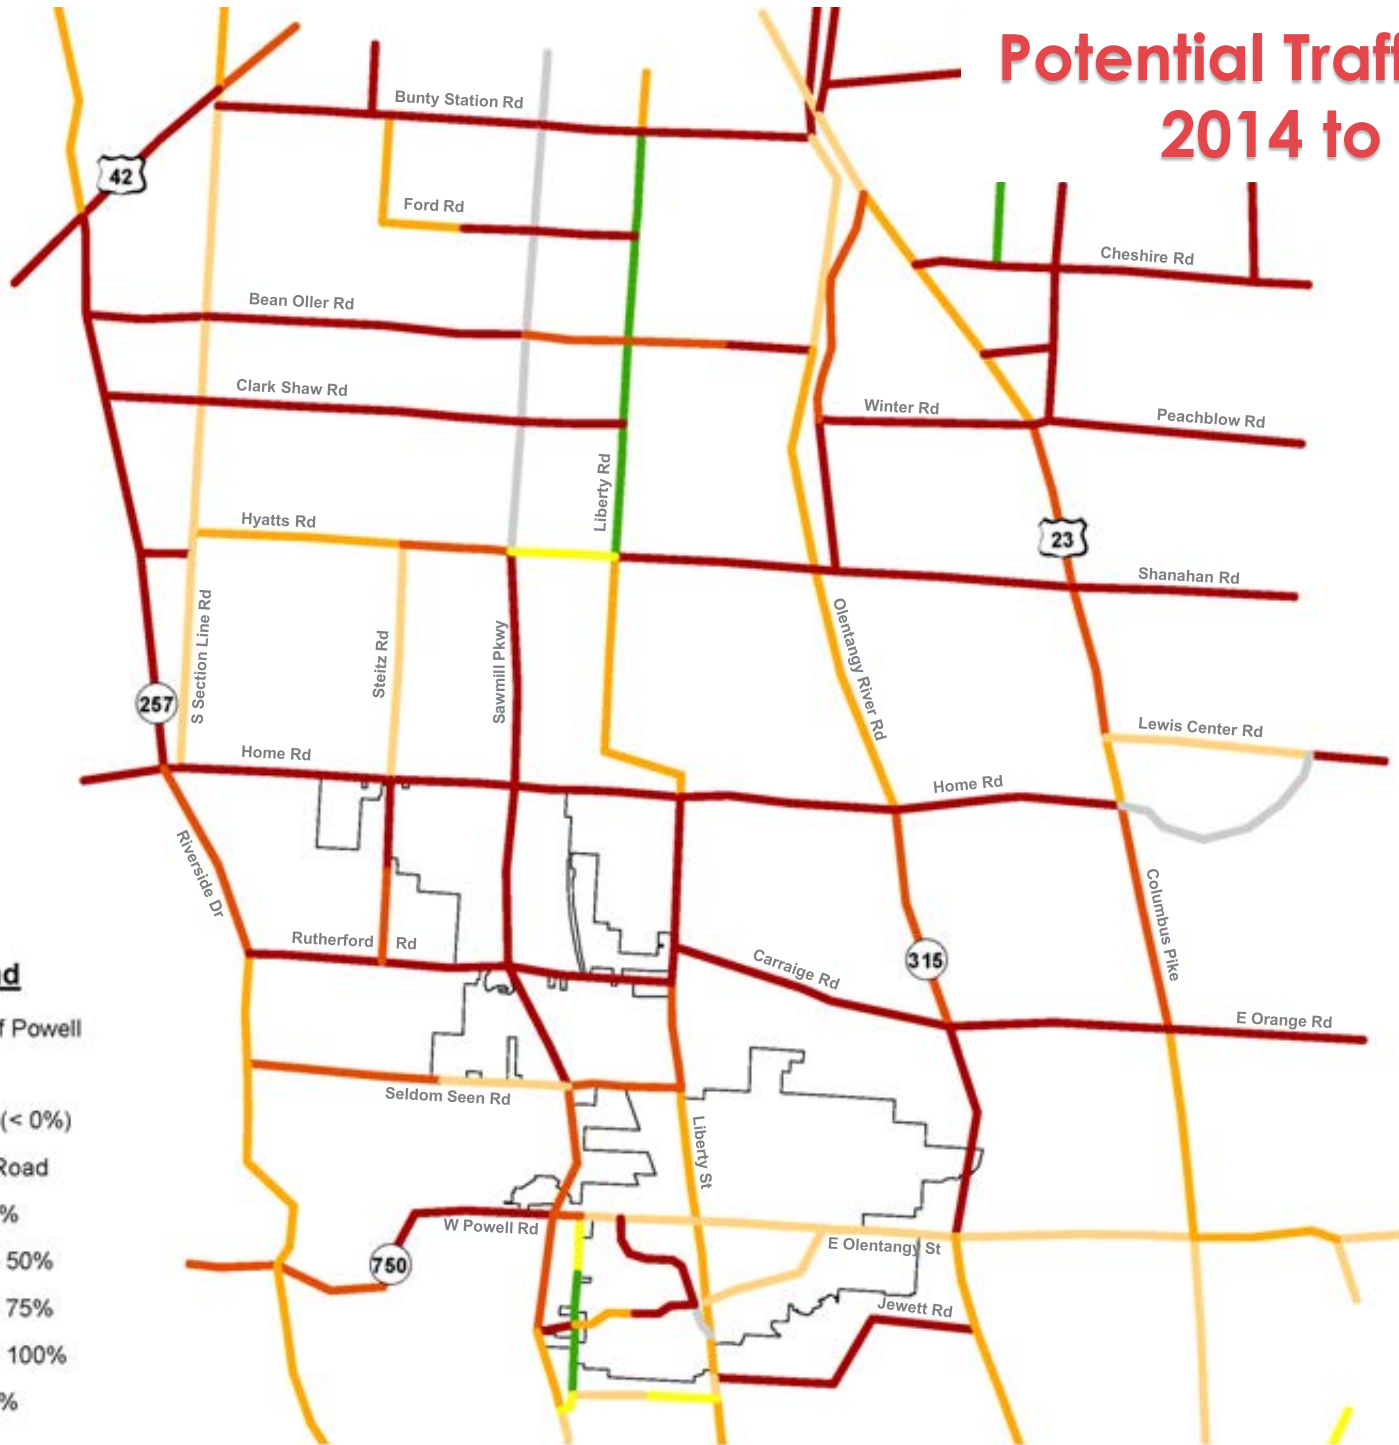 Potential Traff
2014 to
Bunty Station Rd
42
Ford Rd
Cheshire Rd
Bean Oller Rd
Clark Shaw Rd
Winter Rd
Peachblow Rd
Liberty Rd
Hyatts Rd
23
Shanahan Rd
S Section Line Rd
Steitz Rd
Sawmill Pkwy
Olentangy River Rd
257
Lewis Center Rd
Home Rd
Home Rd
Riverside Dr
Columbus Pike
Rutherford Rd
Carraige Rd
315
E Orange Rd
nd
f Powell
Seldom Seen Rd
(< 0%)
Liberty St
Road
%
W Powell Rd
E Olentangy St
50%
750
75%
Jewett Rd
100%
%